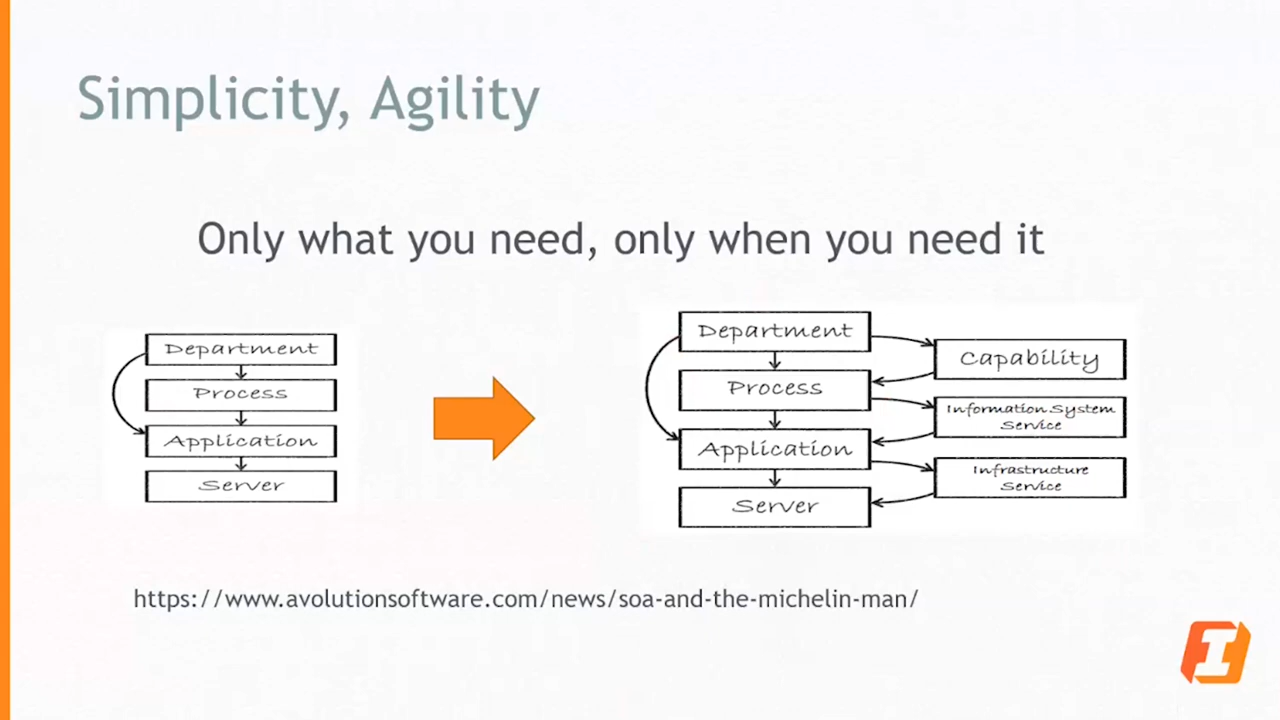 Simplicity, Agility
Only what you need, only when you need it
Department
Process
Application
Server
Department
Process
Application
Server
Capability
Information System
Service
Infrastructure
Service
https://www.avolutionsoftware.com/news/soa-and-the-michelin-man/
I